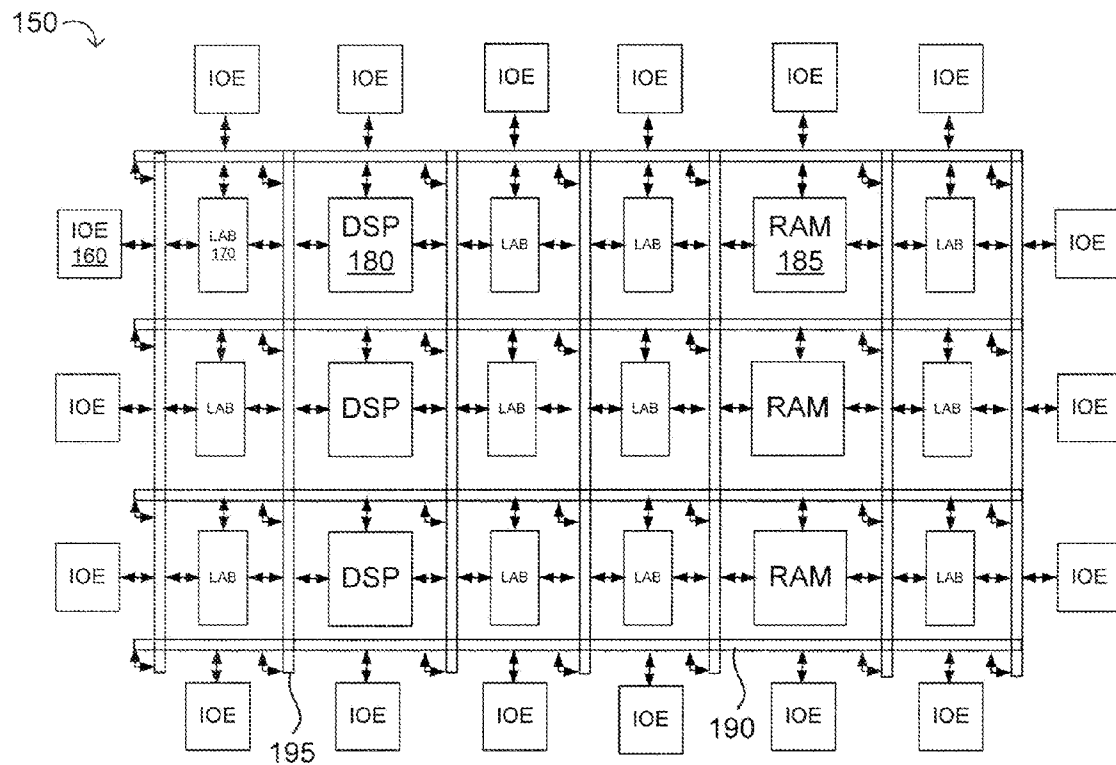 150
IOE IOE IOE IOE IOE IOE
IOE 160 LAB 170 DSP 180 LAB LAB RAM 185 LAB IOE
IOE LAB DSP LAB LAB RAM LAB IOE
IOE LAB DSP LAB LAB RAM LAB IOE
IOE IOE IOE IOE IOE IOE
195 190